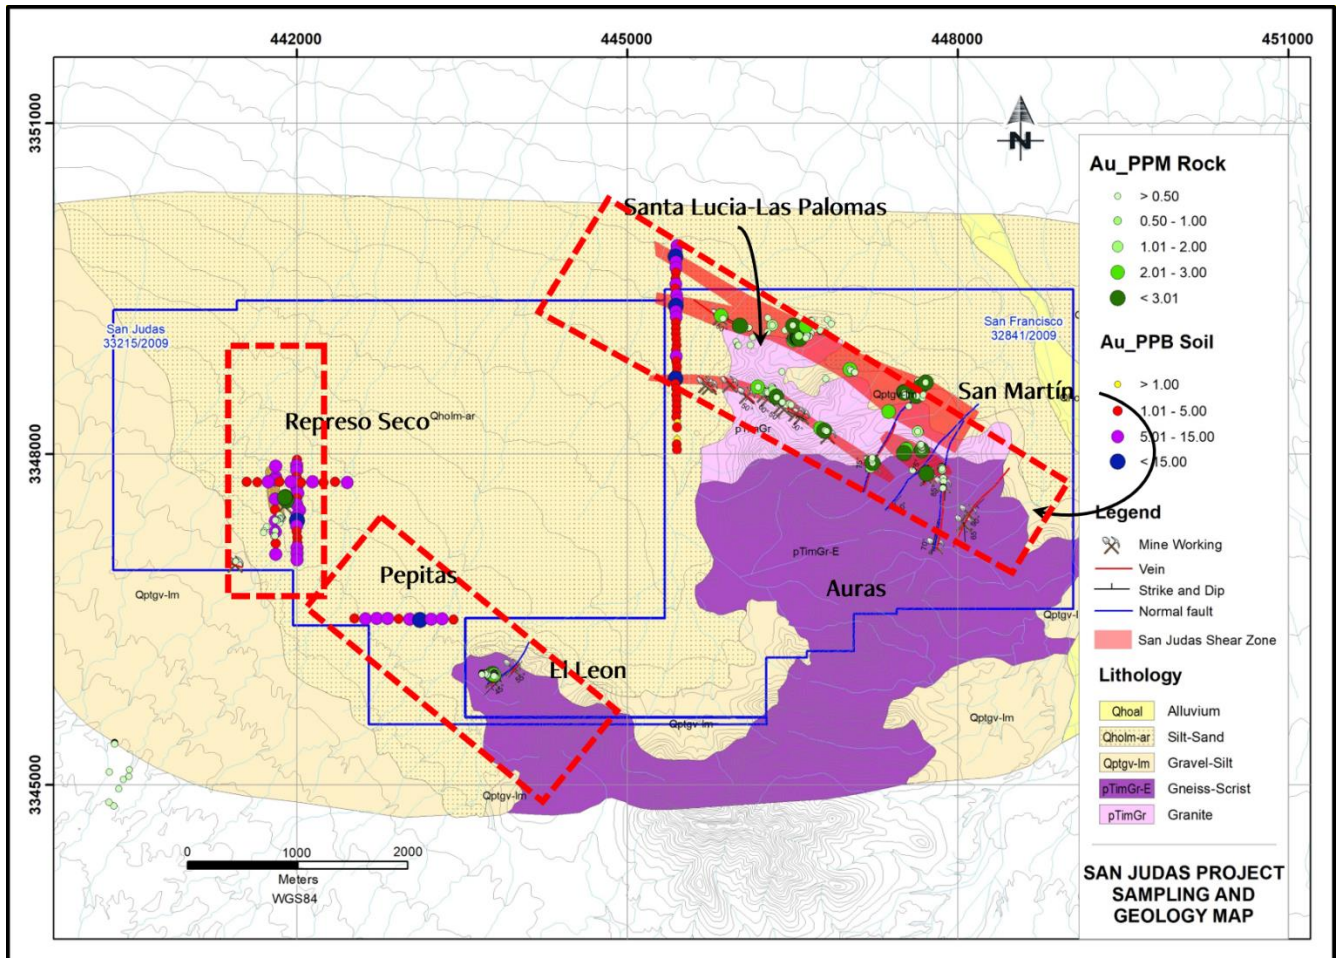 442000
445000
448000
451000
3351000
3348000
3345000
N
Santa Lucia-Las Palomas
San Judas
33215/2009
San Francisco
32841/2009
San Martín
Represo Seco
Qholm-ar
Qptgv-lm
pTimGr
Qptgv-lm
Pepitas
pTimGr-E
Auras
El Leon
Qptgv-lm
Qptgv-lm
Qptgv-lm
0
1000
2000
Meters
WGS84
Au_PPM Rock
> 0.50
0.50 - 1.00
1.01 - 2.00
2.01 - 3.00
< 3.01
Au_PPB Soil
> 1.00
1.01 - 5.00
5.01 - 15.00
< 15.00
Legend
Mine Working
Vein
Strike and Dip
Normal fault
San Judas Shear Zone
Lithology
Qhoal Alluvium
Qholm-ar Silt-Sand
Qptgv-lm Gravel-Silt
pTimGr-E Gneiss-Scrist
pTimGr Granite
SAN JUDAS PROJECT
SAMPLING AND
GEOLOGY MAP